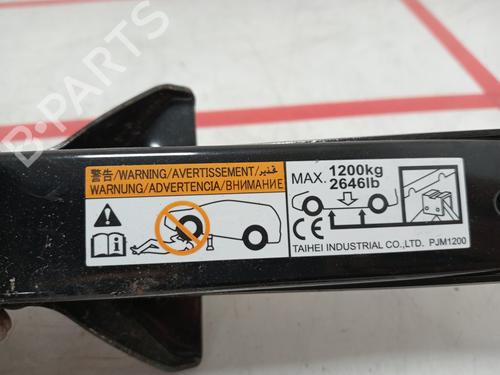 B-PARTS
警告/WARNING/AVERTISSEMENT/تحذير
WARNUNG/ADVERTENCIA/ВНИМАНИЕ
MAX. 1200kg
2646lb
CE
TAIHEI INDUSTRIAL CO.,LTD. PJM1200